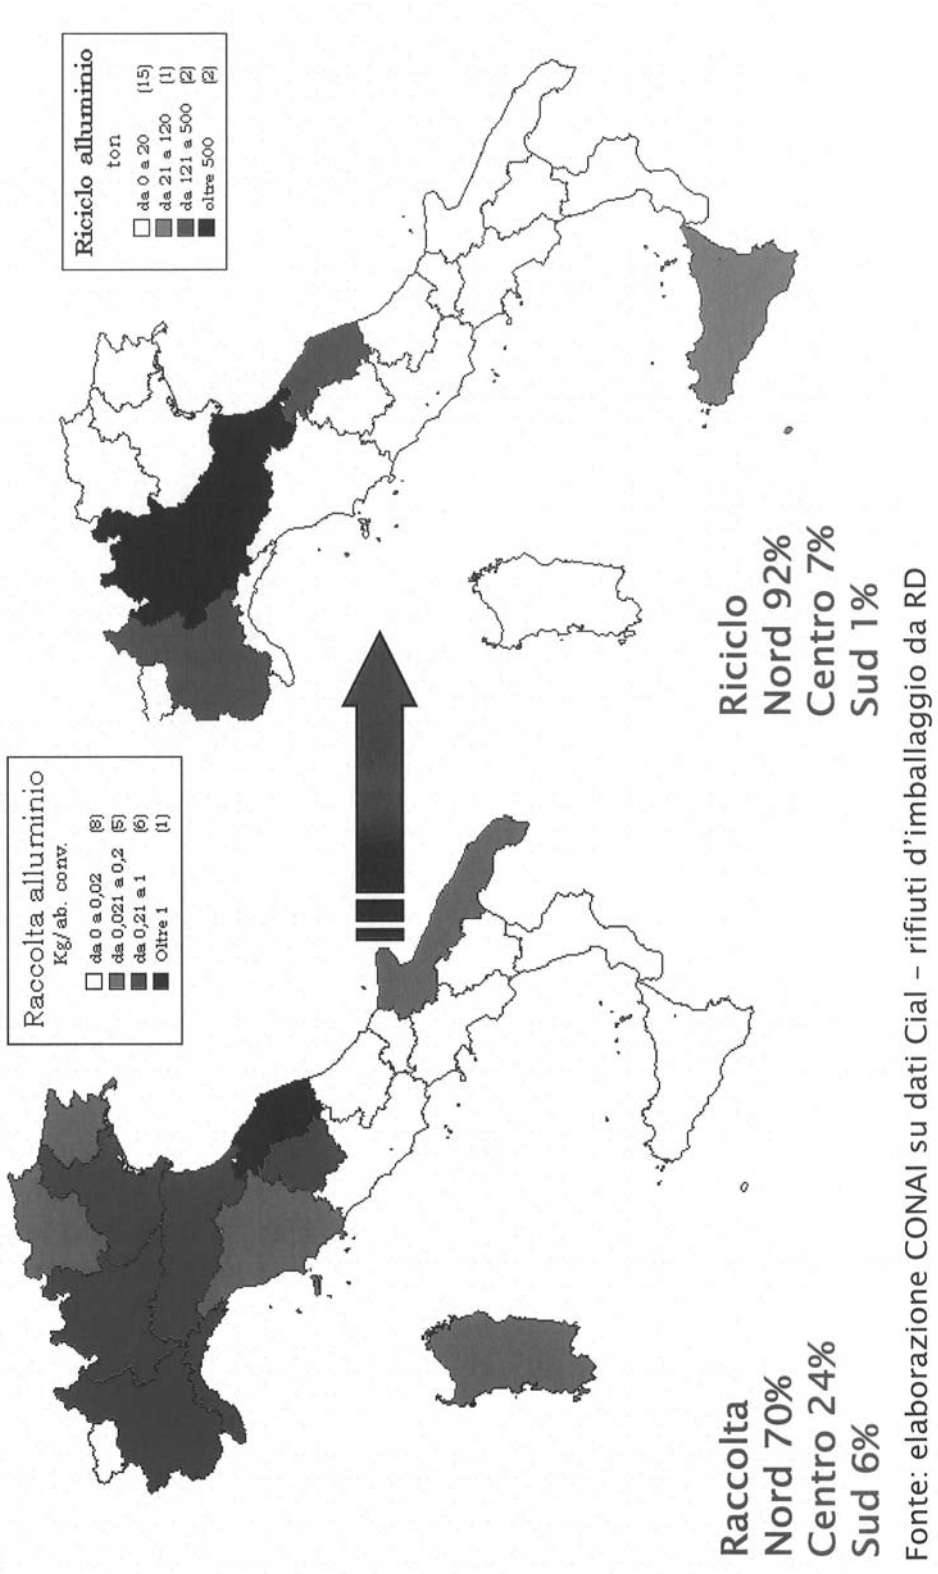 Raccolta alluminio
Kg/ab. conv.
da 0 a 0,02 (8)
da 0,021 a 0,2 (5)
da 0,21 a 1 (6)
Oltre 1 (1)
Riciclo alluminio
ton
da 0 a 20 (15)
da 21 a 120 (1)
da 121 a 500 (2)
oltre 500 (2)
Raccolta
Nord 70%
Centro 24%
Sud 6%
Riciclo
Nord 92%
Centro 7%
Sud 1%
Fonte: elaborazione CONAI su dati Cial – rifiuti d'imballaggio da RD